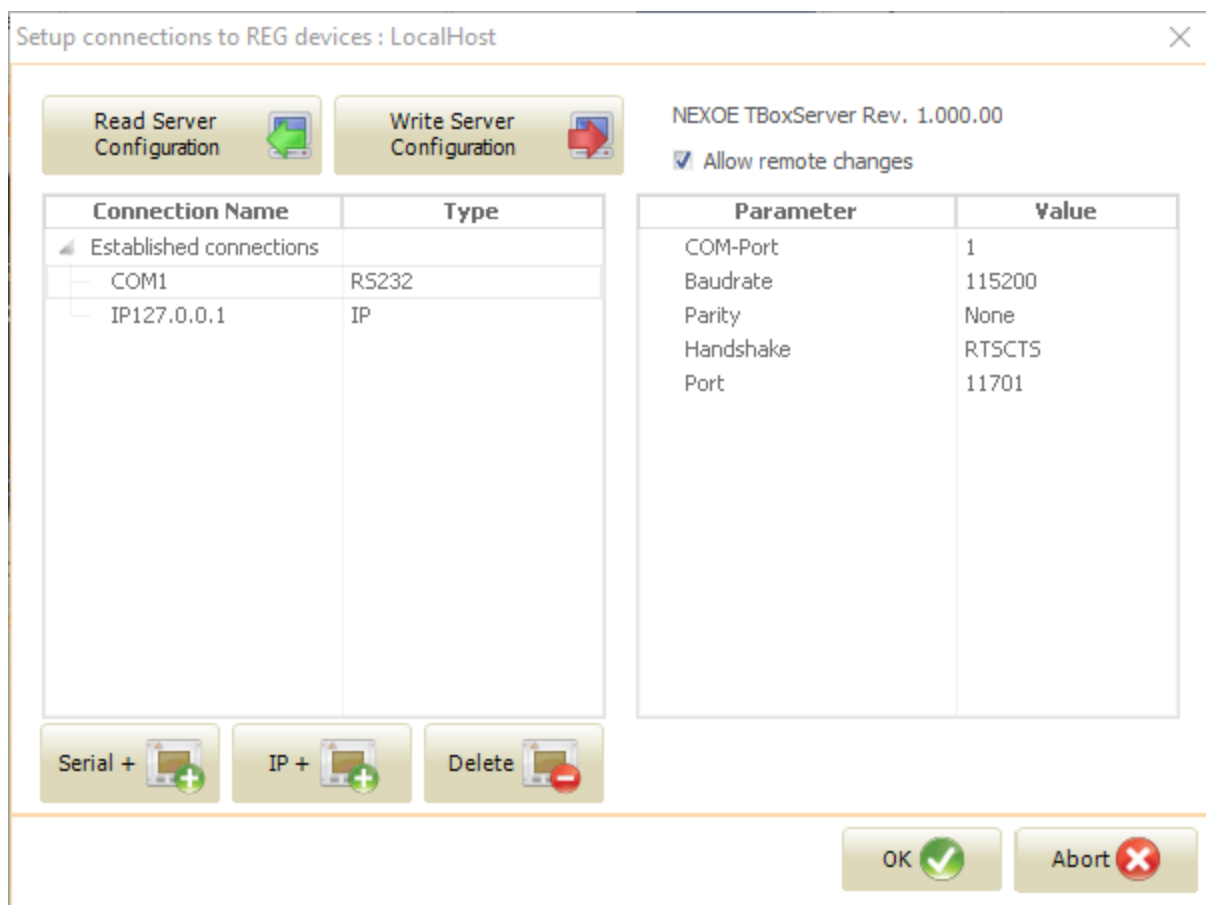 Setup connections to REG devices : LocalHost
Read Server
Configuration
Write Server
Configuration
NEXOE TBoxServer Rev. 1.000.00
Allow remote changes
Connection Name Type
Established connections
COM1 RS232
IP127.0.0.1 IP
Parameter Value
COM-Port 1
Baudrate 115200
Parity None
Handshake RTSCTS
Port 11701
Serial +
IP +
Delete
OK
Abort